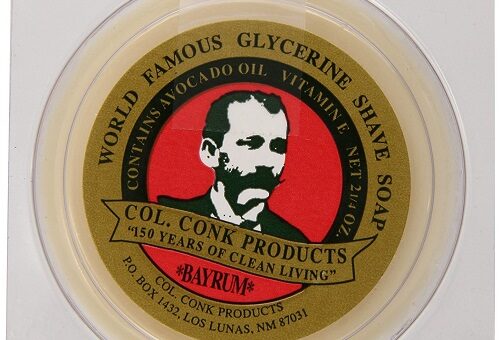 WORLD FAMOUS GLYCERINE SHAVE SOAP
CONTAINS AVOCADO OIL VITAMIN E NET 2 1/4 OZ.
COL. CONK PRODUCTS
"150 YEARS OF CLEAN LIVING"
*BAYRUM*
COL. CONK PRODUCTS
P.O. BOX 1432, LOS LUNAS, NM 87031